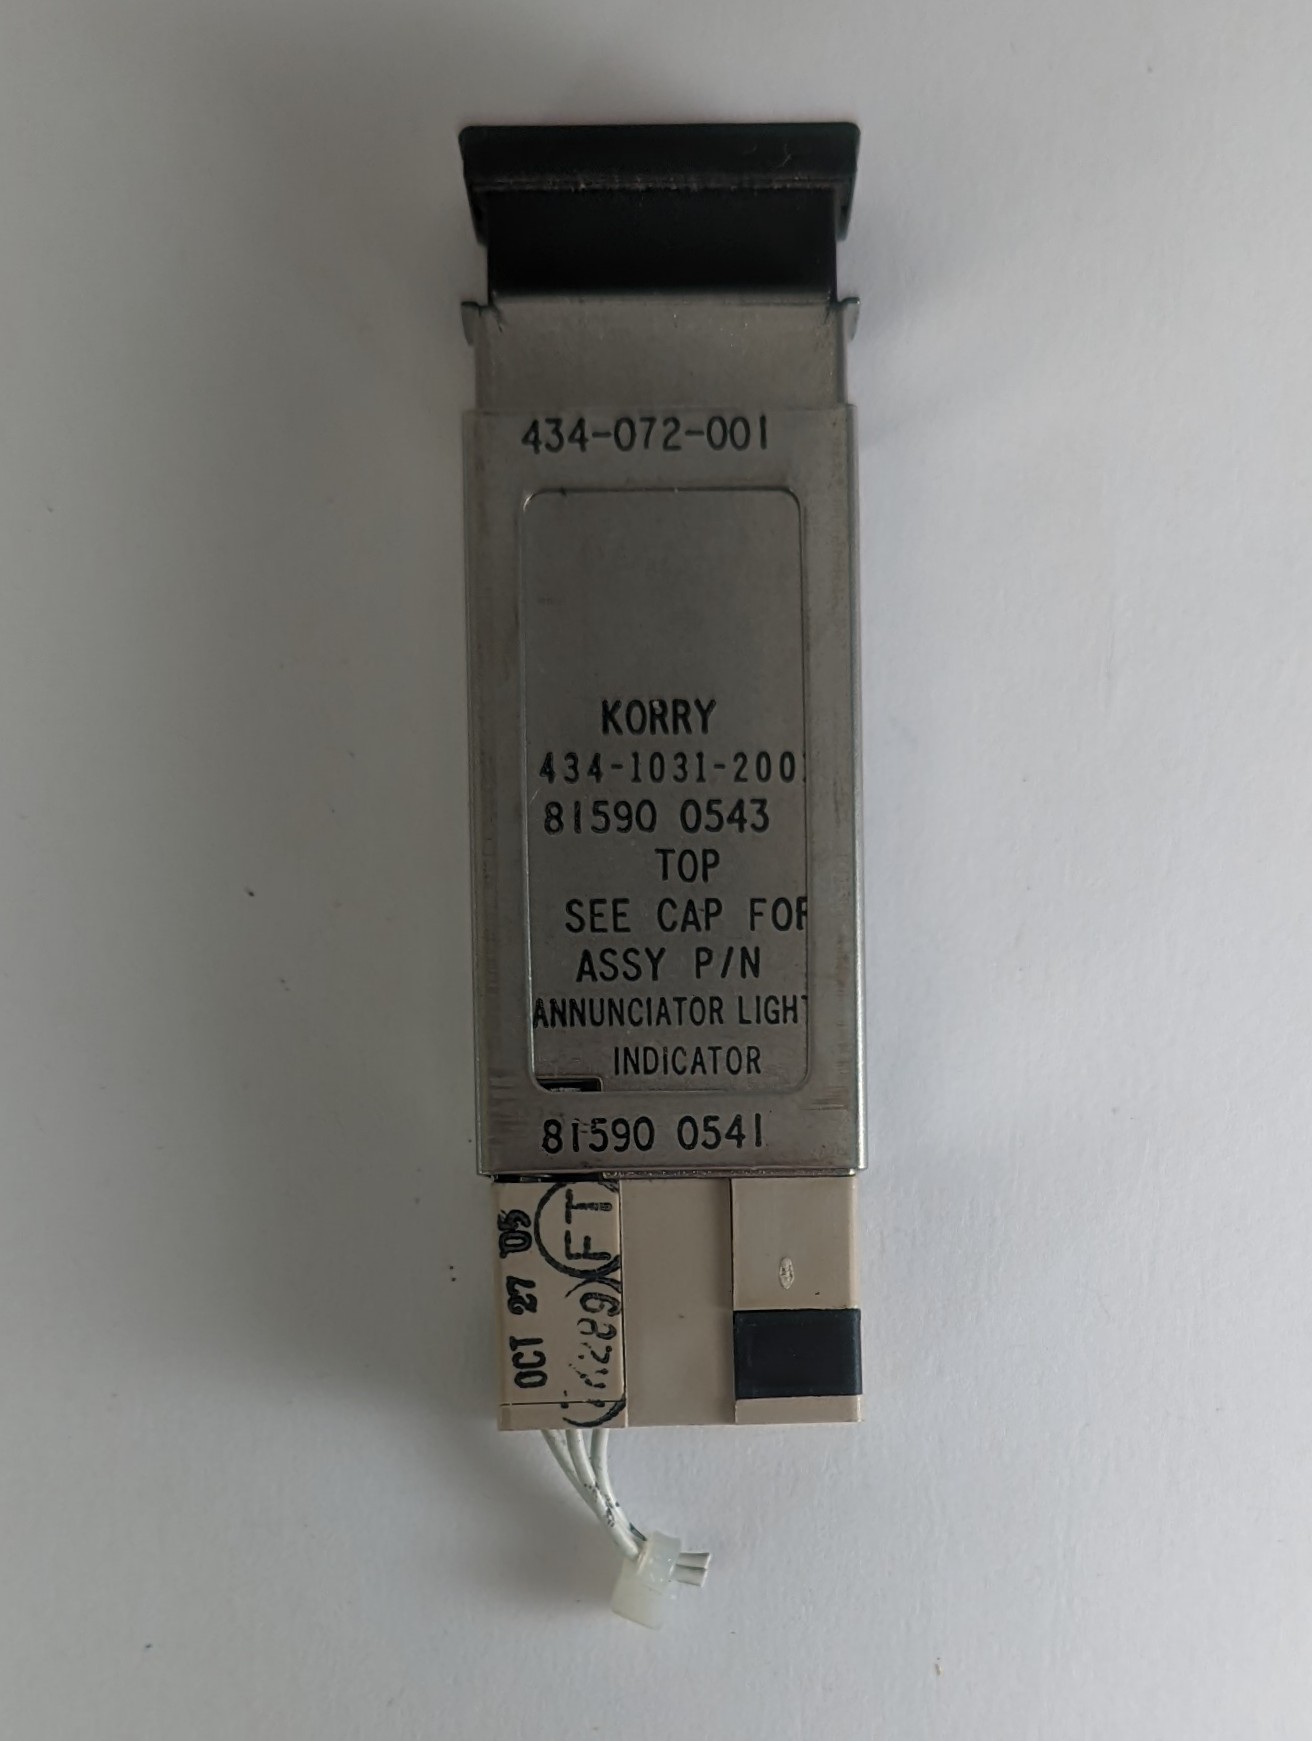 434-072-001
KORRY
434-1031-200
81590 0543
TOP
SEE CAP FOR
ASSY P/N
ANNUNCIATOR LIGHT
INDICATOR
81590 0541
OCT 27 05
FT